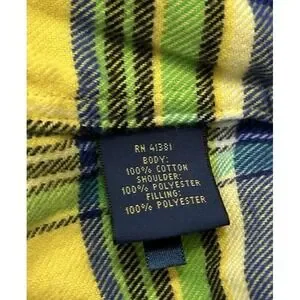 RN 41381
BODY:
100% COTTON
SHOULDER:
100% POLYESTER
FILLING:
100% POLYESTER